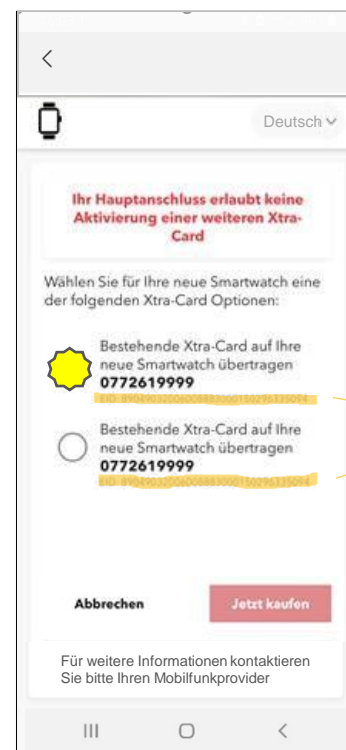 Deutsch
Ihr Hauptanschluss erlaubt keine
Aktivierung einer weiteren Xtra-
Card
Wählen Sie für Ihre neue Smartwatch eine
der folgenden Xtra-Card Optionen:
Bestehende Xtra-Card auf Ihre
neue Smartwatch übertragen
0772619999
EID:
Bestehende Xtra-Card auf Ihre
neue Smartwatch übertragen
0772619999
EID:
Abbrechen
Jetzt kaufen
Für weitere Informationen kontaktieren
Sie bitte Ihren Mobilfunkprovider